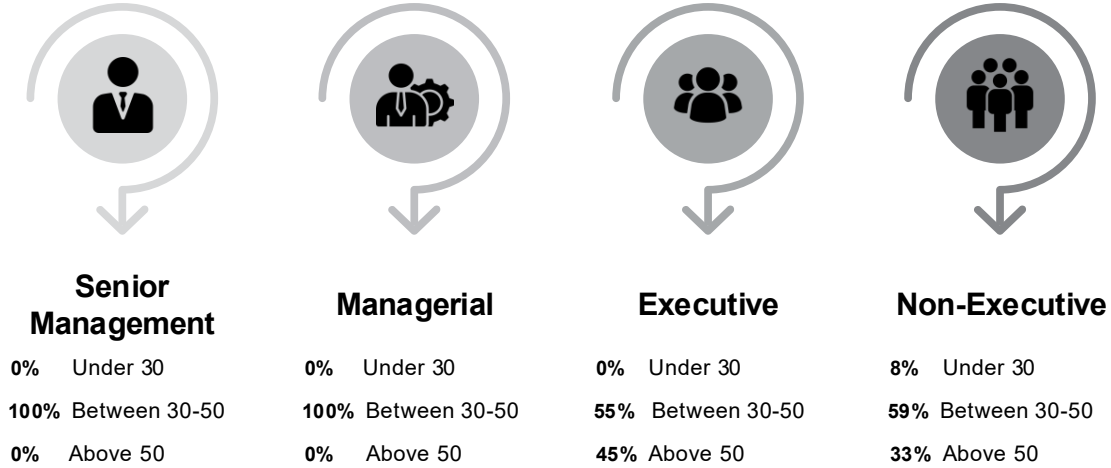 Senior
Management
0% Under 30
100% Between 30-50
0% Above 50
Managerial
0% Under 30
100% Between 30-50
0% Above 50
Executive
0% Under 30
55% Between 30-50
45% Above 50
Non-Executive
8% Under 30
59% Between 30-50
33% Above 50